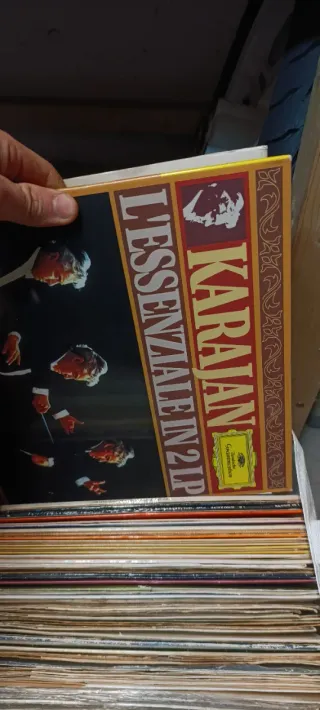 KARAJAN
L'ESSENZIALE IN 2 LP
Deutsche
Grammophon